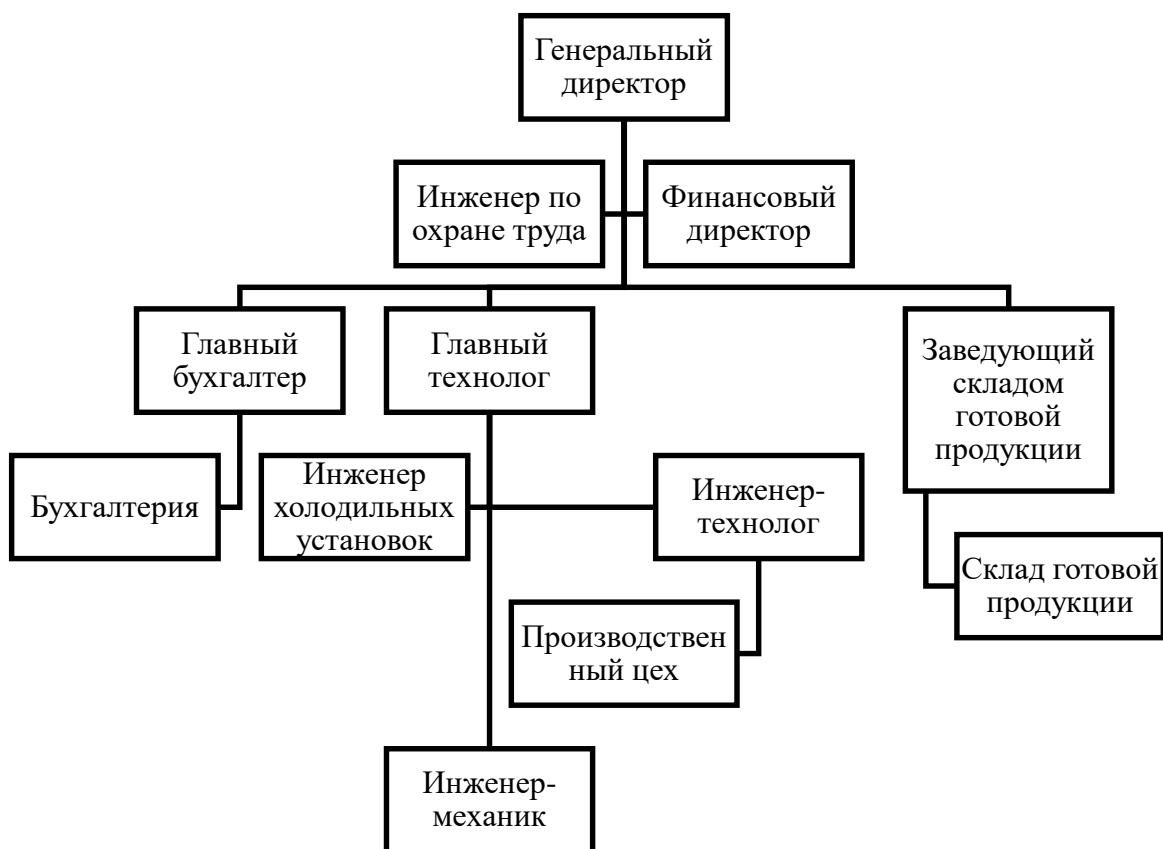 Генеральный
директор
Инженер по
охране труда
Финансовый
директор
Главный
бухгалтер
Главный
технолог
Заведующий
складом
готовой
продукции
Бухгалтерия
Инженер
холодильных
установок
Инженер-
технолог
Склад готовой
продукции
Производствен
ный цех
Инженер-
механик